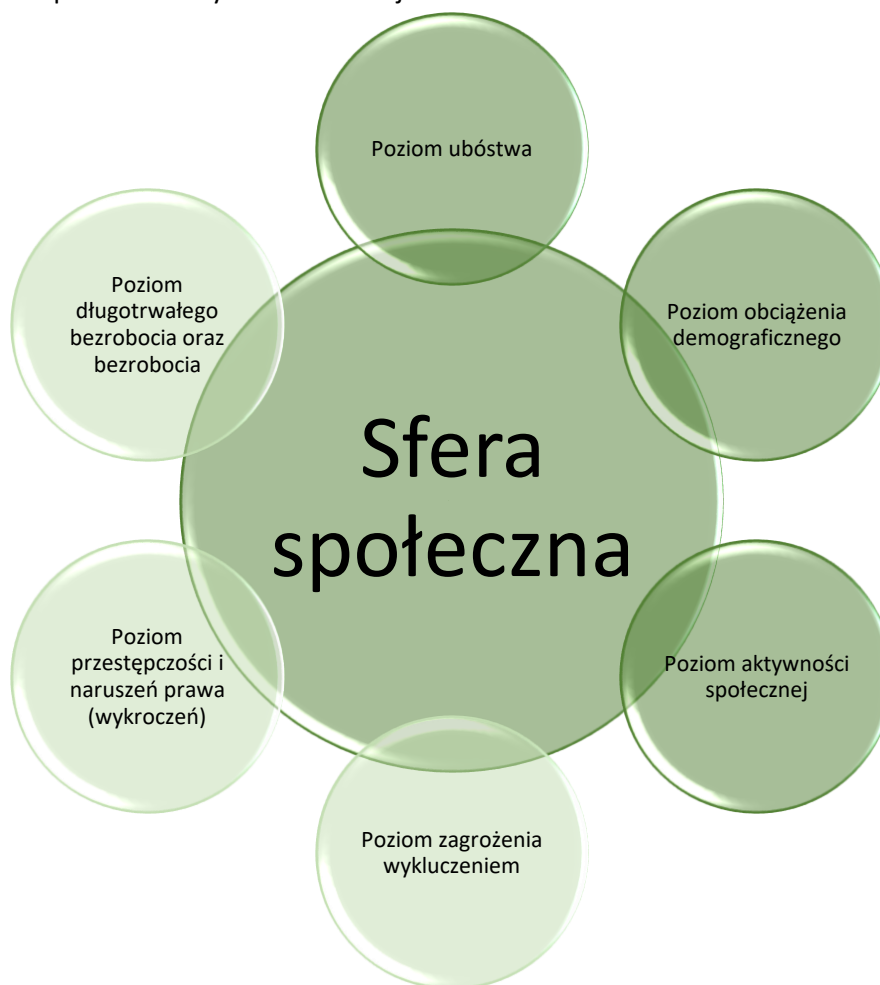 Poziom ubóstwa
Poziom
długotrwałego
bezrobocia oraz
bezrobocia
Poziom obciążenia
demograficznego
Sfera
społeczna
Poziom
przestępczości i
naruszeń prawa
(wykroczeń)
Poziom aktywności
społecznej
Poziom zagrożenia
wykluczeniem